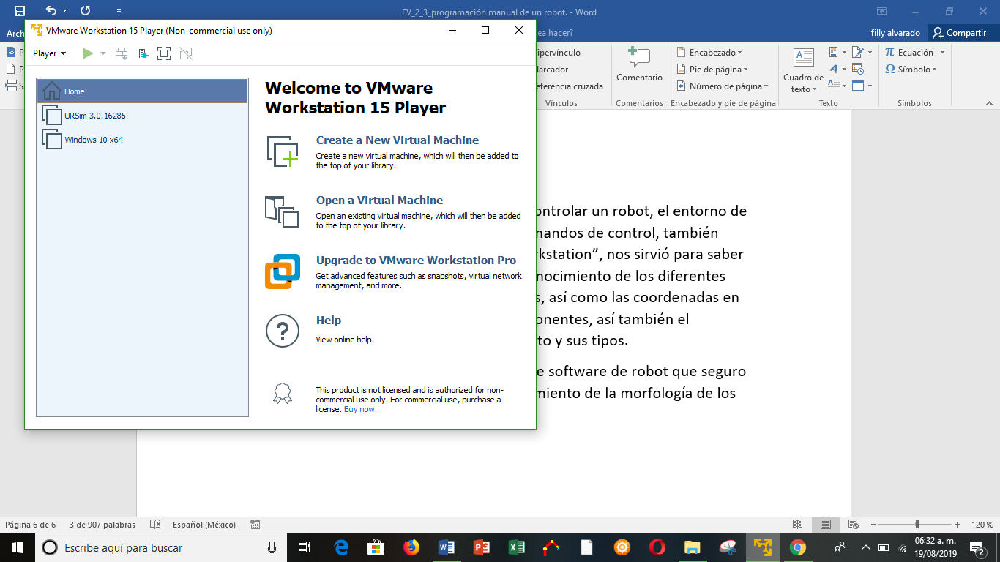 EV_2_3_programación manual de un robot. - Word
Arch
sea hacer?
filly alvarado
Compartir
VMware Workstation 15 Player (Non-commercial use only)
Player
Home
URSim 3.0.16285
Windows 10 x64
Welcome to VMware
Workstation 15 Player
Create a New Virtual Machine
Create a new virtual machine, which will then be added to
the top of your library.
Open a Virtual Machine
Open an existing virtual machine, which will then be added
to the top of your library.
Upgrade to VMware Workstation Pro
Get advanced features such as snapshots, virtual network
management, and more.
Help
View online help.
This product is not licensed and is authorized for non-
commercial use only. For commercial use, purchase a
license. Buy now.
P
P
S
ipervínculo
Marcador
eferencia cruzada
Vínculos
Comentario
Comentarios
Encabezado
Pie de página
Número de página
Encabezado y pie de página
Cuadro de
texto
Texto
Ecuación
Símbolo
Símbolos
ontrolar un robot, el entorno de
mandos de control, también
rkstation”, nos sirvió para saber
nocimiento de los diferentes
s, así como las coordenadas en
onentes, así también el
to y sus tipos.
e software de robot que seguro
miento de la morfología de los
Página 6 de 6
3 de 907 palabras
Español (México)
120 %
Escribe aquí para buscar
06:32 a. m.
19/08/2019
2